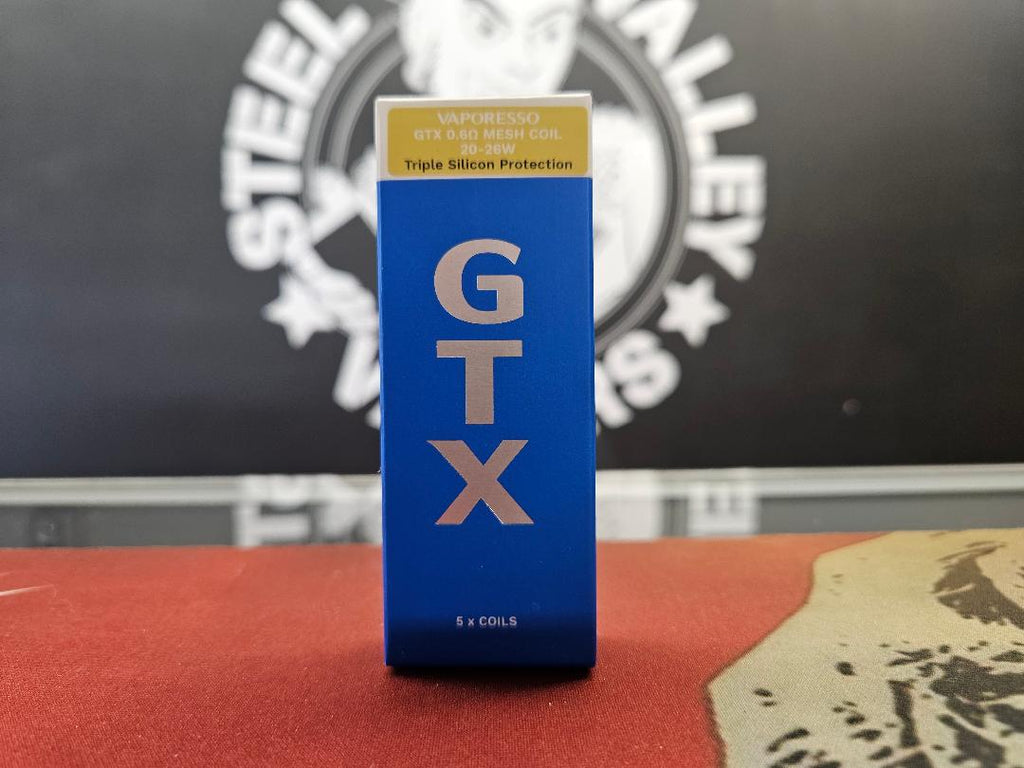 STEEL VALLEY
VAPORESSO
GTX 0.6Ω MESH COIL
20-26W
Triple Silicon Protection
G
T
X
5 x COILS